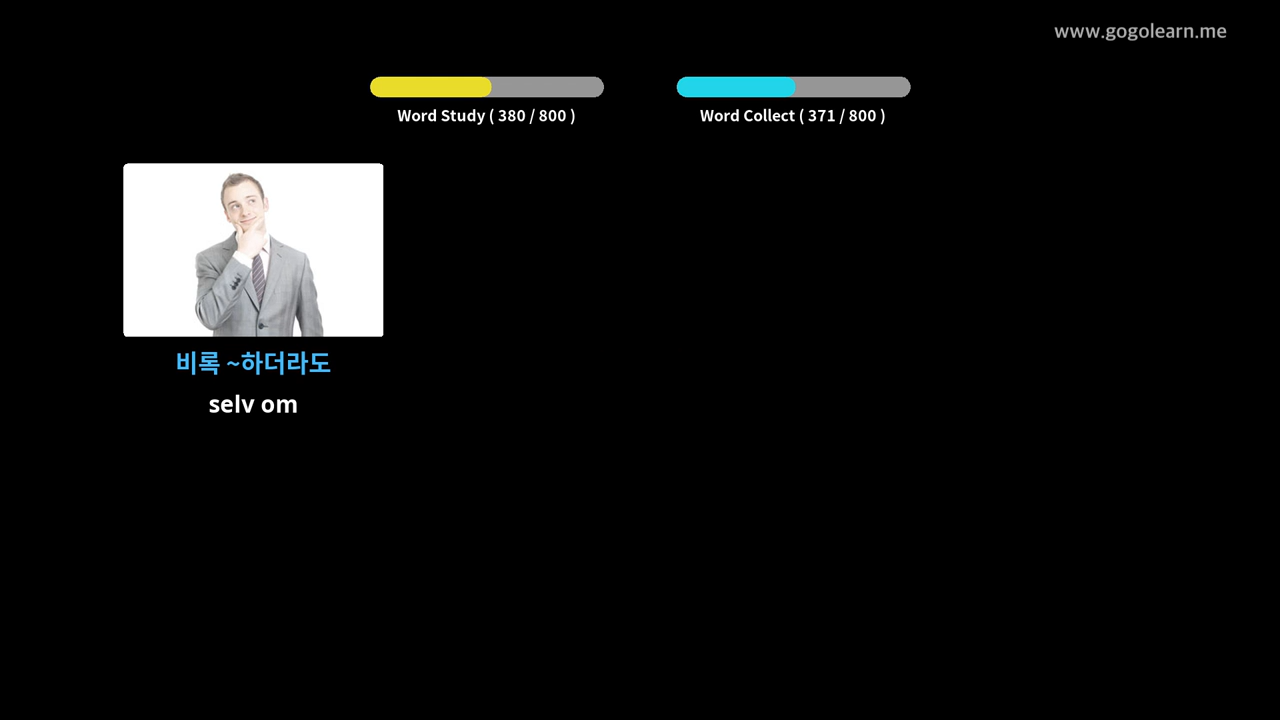 www.gogolearn.me
Word Study ( 380 / 800 )
Word Collect ( 371 / 800 )
비록 ~하더라도
selv om